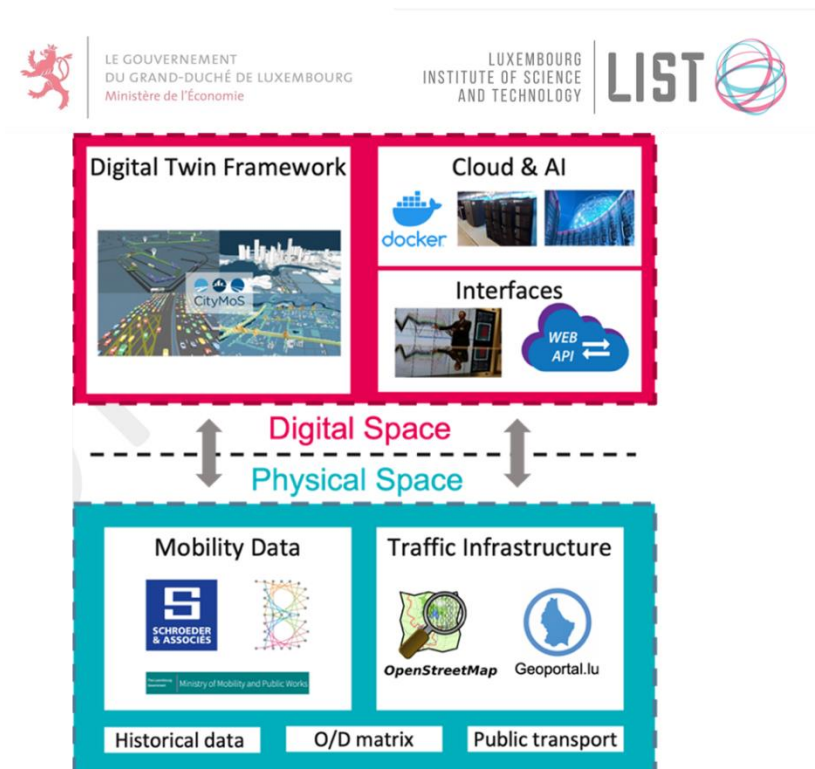 LE GOUVERNEMENT
DU GRAND-DUCHÉ DE LUXEMBOURG
Ministère de l'Économie
LUXEMBOURG
INSTITUTE OF SCIENCE
AND TECHNOLOGY
LIST
Digital Twin Framework
CityMoS
Cloud & AI
docker
Interfaces
WEB
API
Digital Space
Physical Space
Mobility Data
SCHROEDER
& ASSOCIÉS
Ministry of Mobility and Public Works
Traffic Infrastructure
OpenStreetMap
Geoportal.lu
Historical data
O/D matrix
Public transport